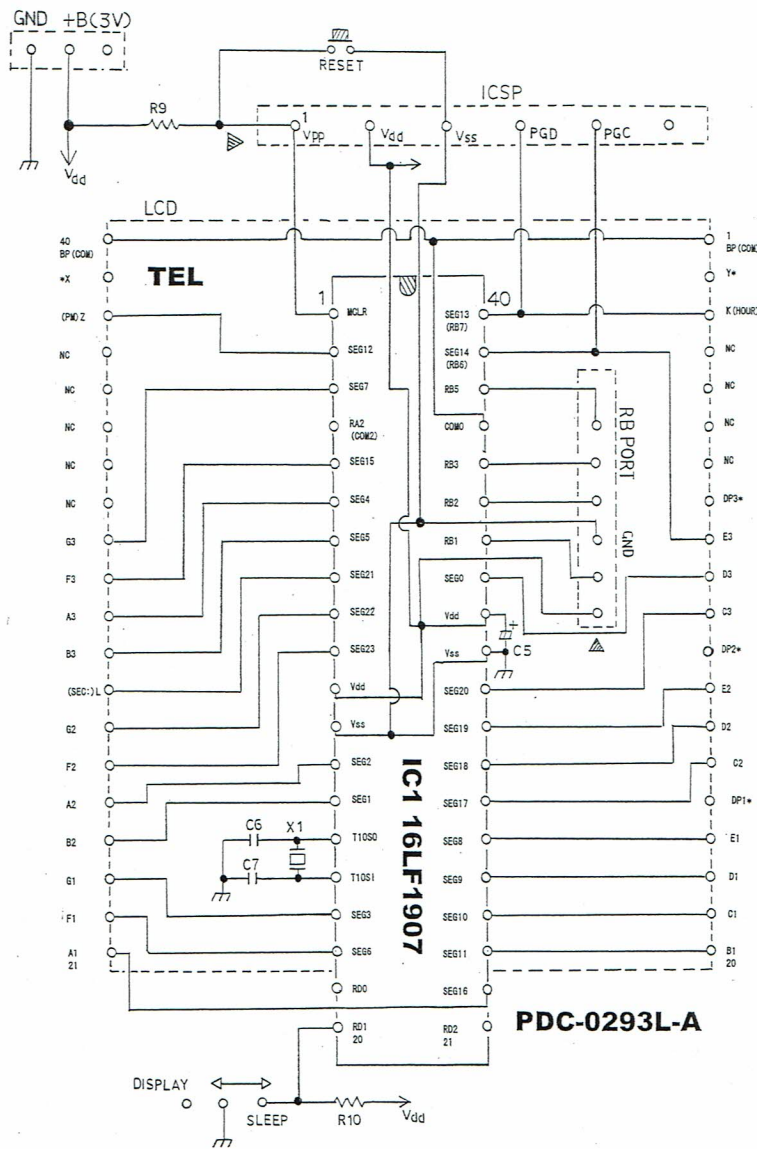 GND +B(3V)
RESET
ICSP
R9
1
Vpp
Vdd
Vss
PGD
PGC
Vdd
LCD
40
BP(COM)
1
BP(COM)
*X
TEL
Y*
1
40
(PM)Z
MCLR
SEG13
(RB7)
K(HOUR)
NC
SEG12
SEG14
(RB6)
NC
NC
SEG7
RB5
NC
NC
RA2
(COM2)
COM0
NC
RB PORT
NC
SEG15
RB3
NC
NC
SEG4
RB2
DP3*
G3
SEG5
RB1
GND
E3
F3
SEG21
SEG0
D3
A3
SEG22
Vdd
+
C5
C3
B3
SEG23
Vss
DP2*
(SEC:)L
Vdd
SEG20
E2
G2
Vss
SEG19
D2
F2
SEG2
SEG18
C2
A2
SEG1
SEG17
DP1*
B2
C6
X1
T1OSO
SEG8
E1
G1
C7
T1OSI
SEG9
D1
F1
SEG3
SEG10
C1
A1
21
SEG6
SEG11
B1
20
IC1 16LF1907
RD0
SEG16
RD1
20
RD2
21
PDC-0293L-A
DISPLAY
SLEEP
R10
Vdd